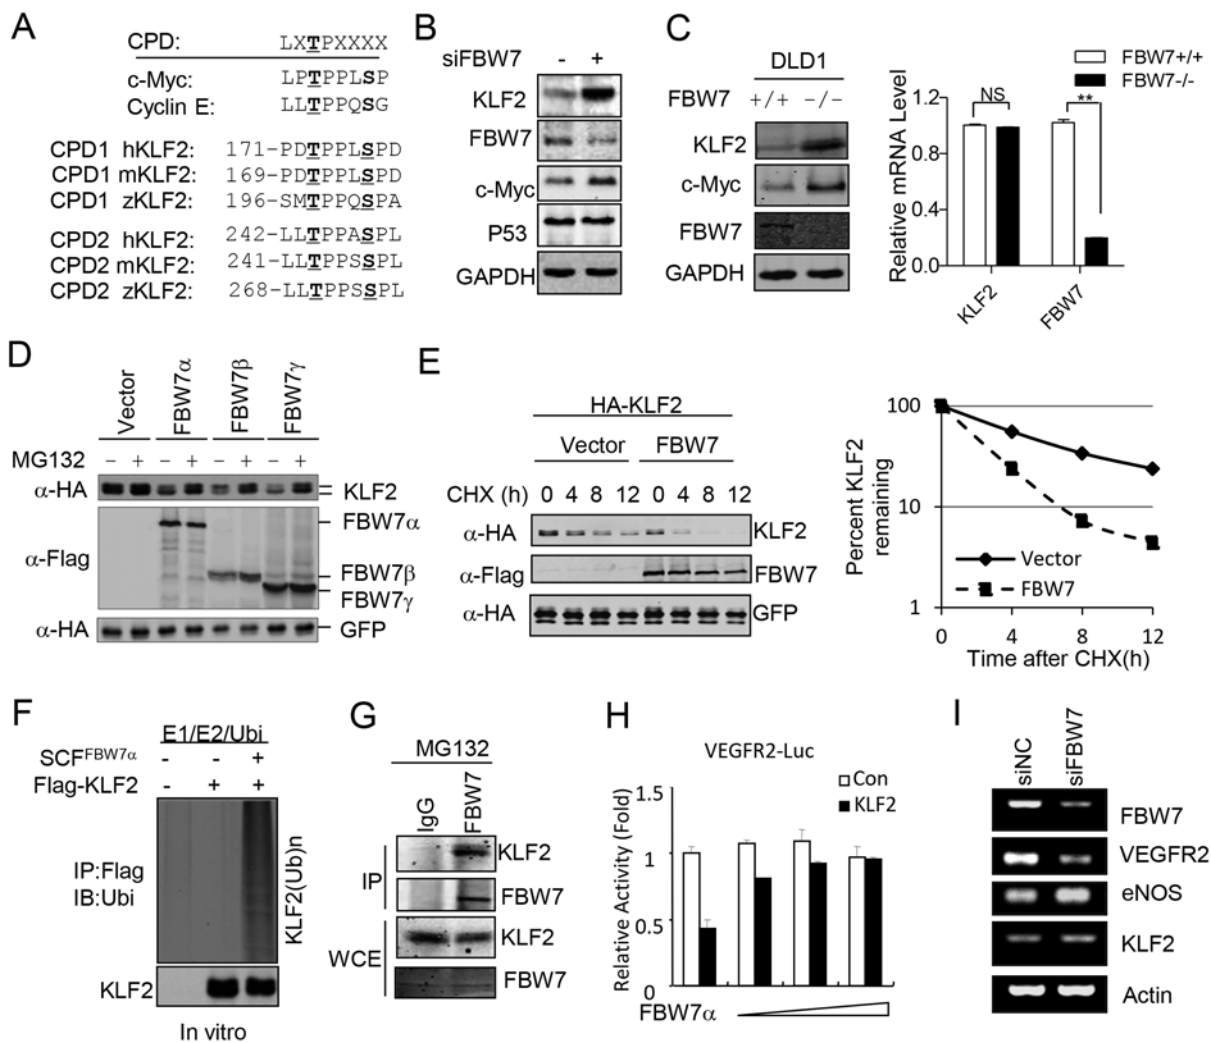 A
CPD: LXTPXXXX
c-Myc: LPTPPLSP
Cyclin E: LLTPPQSG
CPD1 hKLF2: 171-PDTPPLSPD
CPD1 mKLF2: 169-PDTPPLSPD
CPD1 zKLF2: 196-SMTPPQSPA
CPD2 hKLF2: 242-LLTPPASPL
CPD2 mKLF2: 241-LLTPPSSPL
CPD2 zKLF2: 268-LLTPPSSPL
B
siFBW7 - +
KLF2
FBW7
c-Myc
P53
GAPDH
C
DLD1
FBW7 +/+ -/-
KLF2
c-Myc
FBW7
GAPDH
FBW7+/+
FBW7-/-
Relative mRNA Level
1.2
0.8
0.4
0.0
NS
**
KLF2
FBW7
D
Vector
FBW7α
FBW7β
FBW7γ
MG132 - + - + - + - +
α-HA KLF2
α-Flag
FBW7α
FBW7β
FBW7γ
α-HA GFP
E
HA-KLF2
Vector FBW7
CHX (h) 0 4 8 12 0 4 8 12
α-HA KLF2
α-Flag FBW7
α-HA GFP
Percent KLF2
remaining
100
10
1
Vector
FBW7
0 4 8 12
Time after CHX(h)
F
E1/E2/Ubi
SCFFBW7α - - +
Flag-KLF2 - + +
IP:Flag
IB:Ubi
KLF2(Ub)n
KLF2
In vitro
G
MG132
IgG
FBW7
IP
KLF2
FBW7
WCE
KLF2
FBW7
H
VEGFR2-Luc
Con
KLF2
Relative Activity (Fold)
1.5
1
0.5
0
FBW7α
I
siNC
siFBW7
FBW7
VEGFR2
eNOS
KLF2
Actin